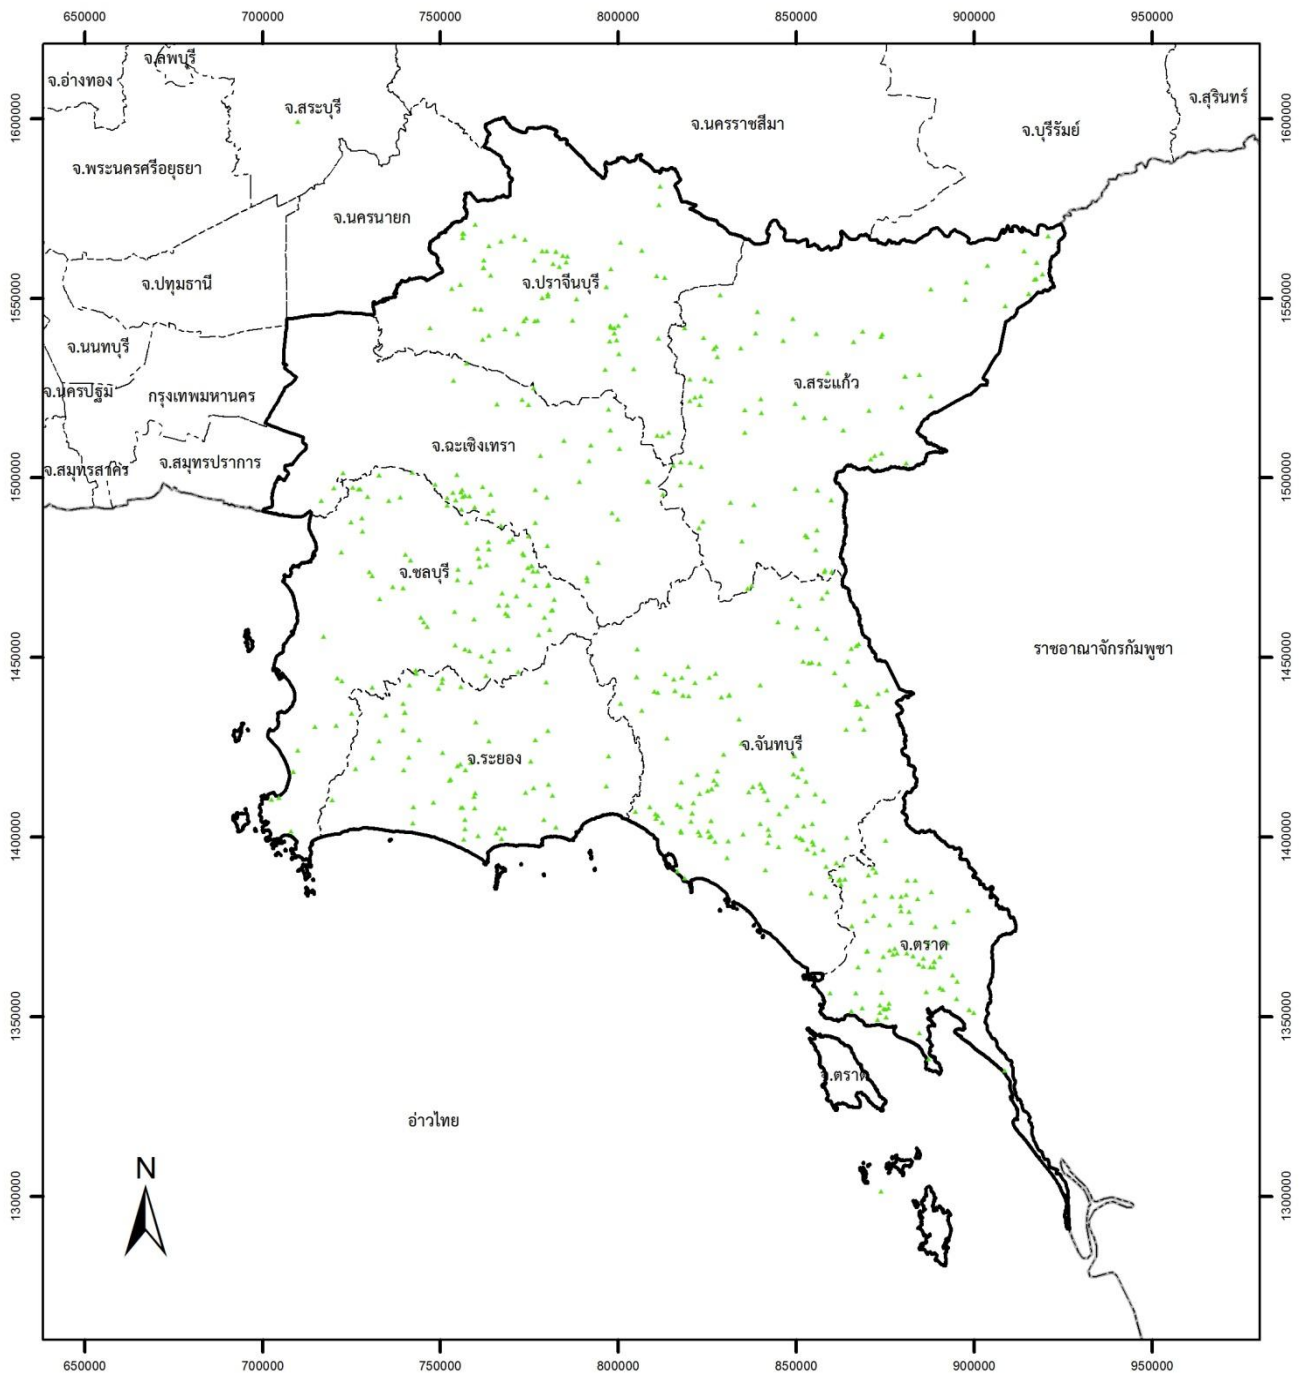 650000
700000
750000
800000
850000
900000
950000
จ.ลพบุรี
จ.อ่างทอง
จ.สระบุรี
จ.นครราชสีมา
จ.บุรีรัมย์
จ.สุรินทร์
1600000
1600000
จ.พระนครศรีอยุธยา
จ.นครนายก
จ.ปทุมธานี
จ.ปราจีนบุรี
1550000
1550000
จ.นนทบุรี
จ.นครปฐม
กรุงเทพมหานคร
จ.สระแก้ว
จ.ฉะเชิงเทรา
จ.สมุทรสาคร
จ.สมุทรปราการ
1500000
1500000
จ.ชลบุรี
1450000
ราชอาณาจักรกัมพูชา
1450000
จ.ระยอง
จ.จันทบุรี
1400000
1400000
จ.ตราด
1350000
1350000
จ.ตราด
อ่าวไทย
N
1300000
1300000
650000
700000
750000
800000
850000
900000
950000